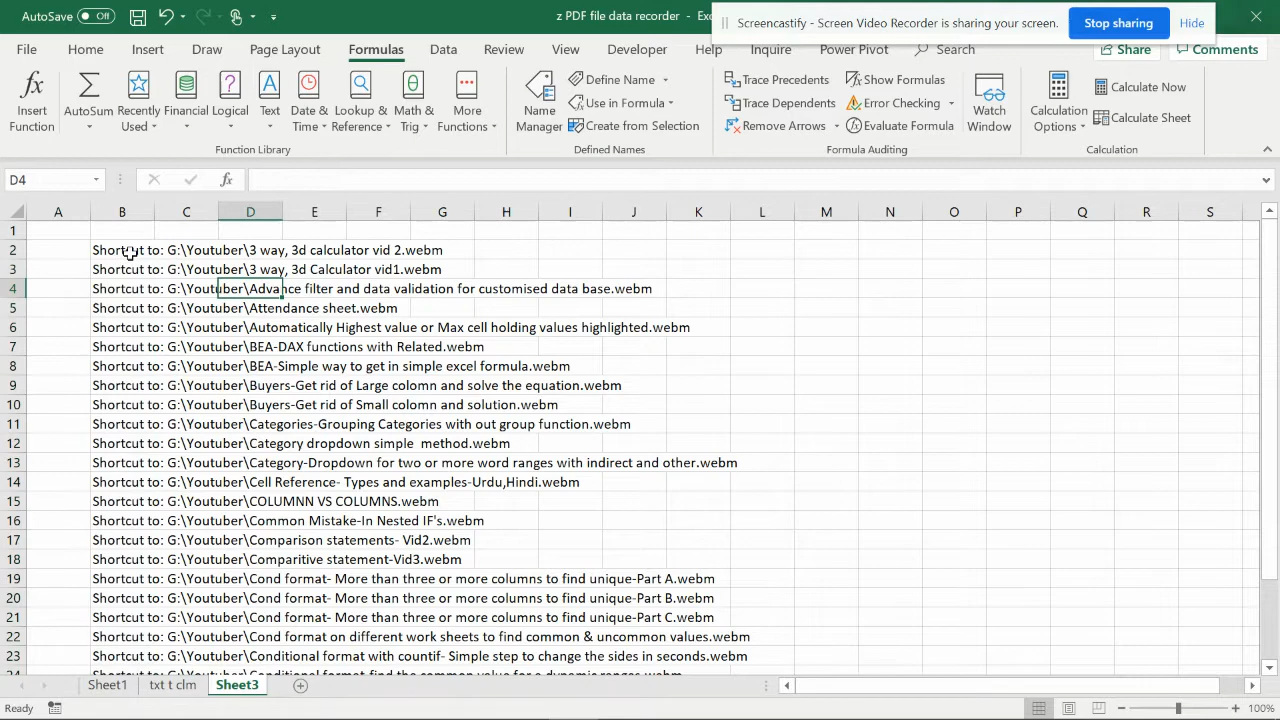 AutoSave Off
z PDF file data recorder - Exc
Screencastify - Screen Video Recorder is sharing your screen.
Stop sharing
Hide
File Home Insert Draw Page Layout Formulas Data Review View Developer Help Inquire Power Pivot Search Share Comments
Insert Function
AutoSum
Recently Used
Financial
Logical
Text
Date & Time
Lookup & Reference
Math & Trig
More Functions
Function Library
Name Manager
Define Name
Use in Formula
Create from Selection
Defined Names
Trace Precedents
Trace Dependents
Remove Arrows
Show Formulas
Error Checking
Evaluate Formula
Watch Window
Formula Auditing
Calculation Options
Calculate Now
Calculate Sheet
Calculation
D4
fx
A B C D E F G H I J K L M N O P Q R S
1
2 Shortcut to: G:\Youtuber\3 way, 3d calculator vid 2.webm
3 Shortcut to: G:\Youtuber\3 way, 3d Calculator vid1.webm
4 Shortcut to: G:\Youtuber\Advance filter and data validation for customised data base.webm
5 Shortcut to: G:\Youtuber\Attendance sheet.webm
6 Shortcut to: G:\Youtuber\Automatically Highest value or Max cell holding values highlighted.webm
7 Shortcut to: G:\Youtuber\BEA-DAX functions with Related.webm
8 Shortcut to: G:\Youtuber\BEA-Simple way to get in simple excel formula.webm
9 Shortcut to: G:\Youtuber\Buyers-Get rid of Large colomn and solve the equation.webm
10 Shortcut to: G:\Youtuber\Buyers-Get rid of Small colomn and solution.webm
11 Shortcut to: G:\Youtuber\Categories-Grouping Categories with out group function.webm
12 Shortcut to: G:\Youtuber\Category dropdown simple  method.webm
13 Shortcut to: G:\Youtuber\Category-Dropdown for two or more word ranges with indirect and other.webm
14 Shortcut to: G:\Youtuber\Cell Reference- Types and examples-Urdu,Hindi.webm
15 Shortcut to: G:\Youtuber\COLUMNN VS COLUMNS.webm
16 Shortcut to: G:\Youtuber\Common Mistake-In Nested IF's.webm
17 Shortcut to: G:\Youtuber\Comparison statements- Vid2.webm
18 Shortcut to: G:\Youtuber\Comparitive statement-Vid3.webm
19 Shortcut to: G:\Youtuber\Cond format- More than three or more columns to find unique-Part A.webm
20 Shortcut to: G:\Youtuber\Cond format- More than three or more columns to find unique-Part B.webm
21 Shortcut to: G:\Youtuber\Cond format- More than three or more columns to find unique-Part C.webm
22 Shortcut to: G:\Youtuber\Cond format on different work sheets to find common & uncommon values.webm
23 Shortcut to: G:\Youtuber\Conditional format with countif- Simple step to change the sides in seconds.webm
24 Shortcut to: G:\Youtuber\Conditional format-find the common value for a dynamic ranges.webm
Sheet1 txt t clm Sheet3
Ready
100%